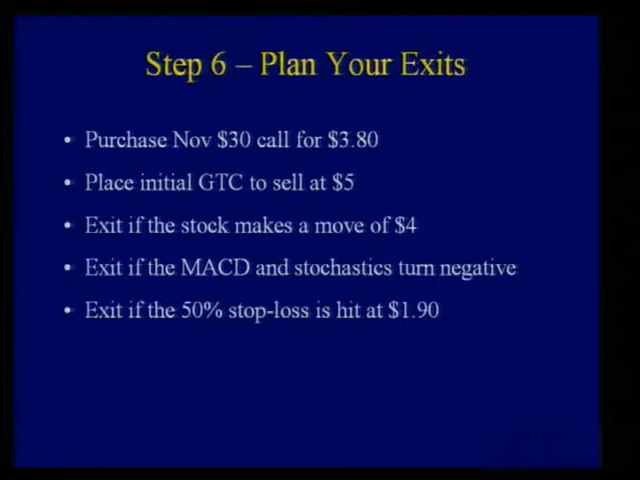 Step 6 – Plan Your Exits
• Purchase Nov $30 call for $3.80
• Place initial GTC to sell at $5
• Exit if the stock makes a move of $4
• Exit if the MACD and stochastics turn negative
• Exit if the 50% stop-loss is hit at $1.90